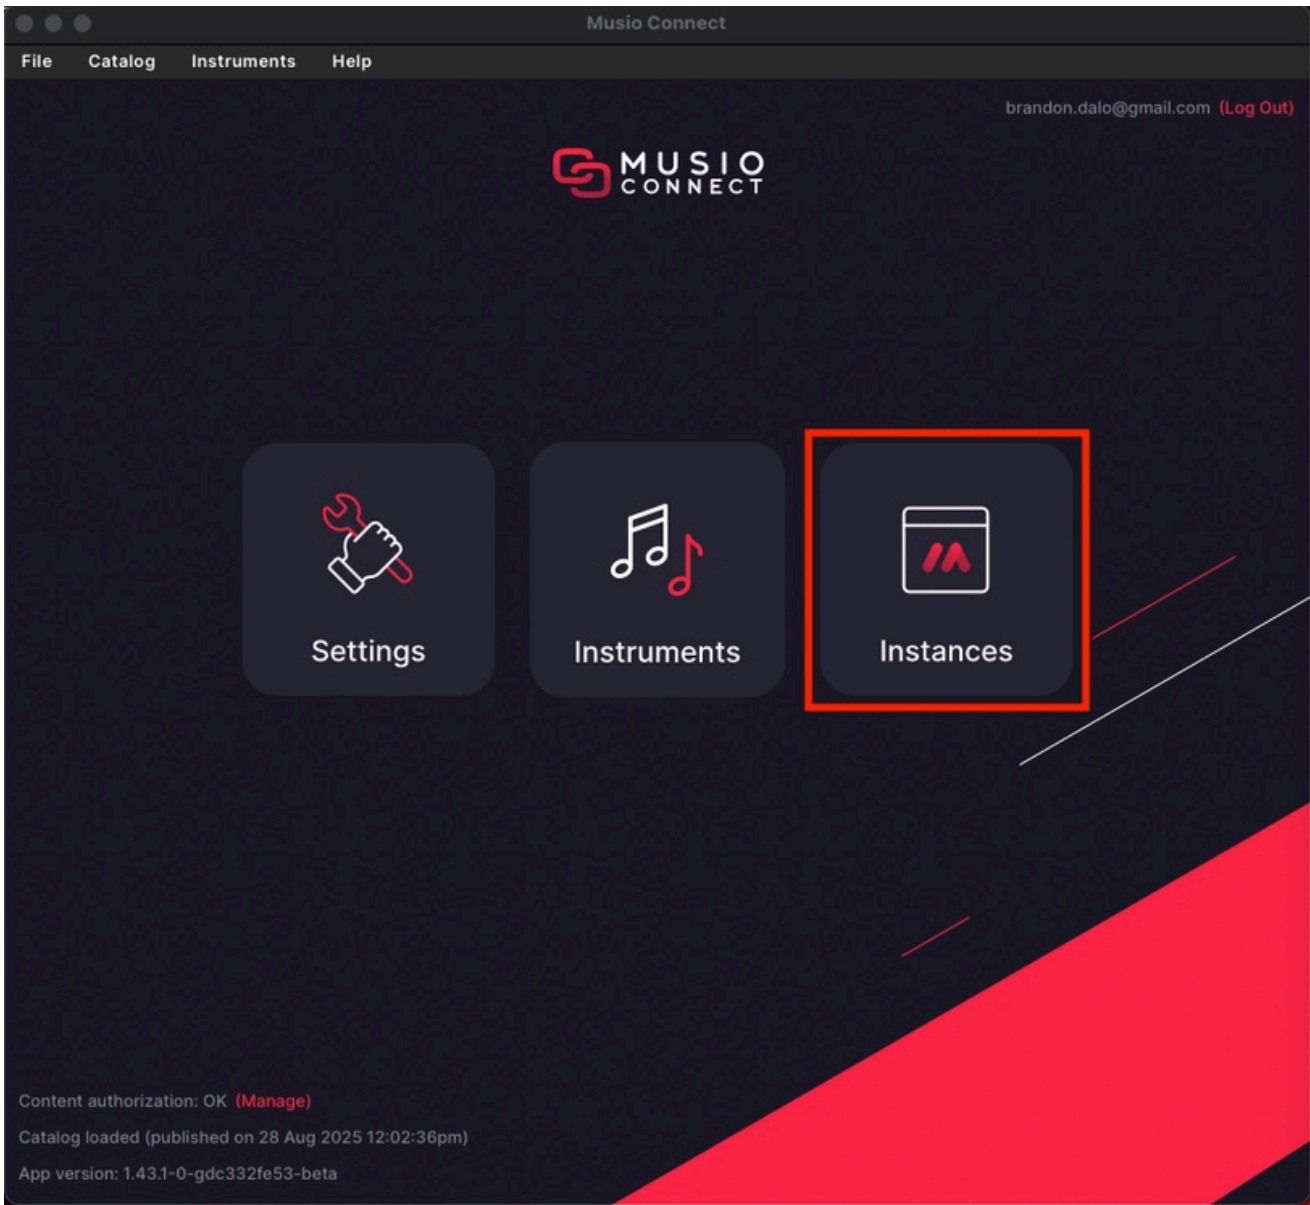 Musio Connect
File Catalog Instruments Help
brandon.dalo@gmail.com (Log Out)
MUSIO
CONNECT
Settings Instruments Instances
Content authorization: OK (Manage)
Catalog loaded (published on 28 Aug 2025 12:02:36pm)
App version: 1.43.1-0-gdc332fe53-beta